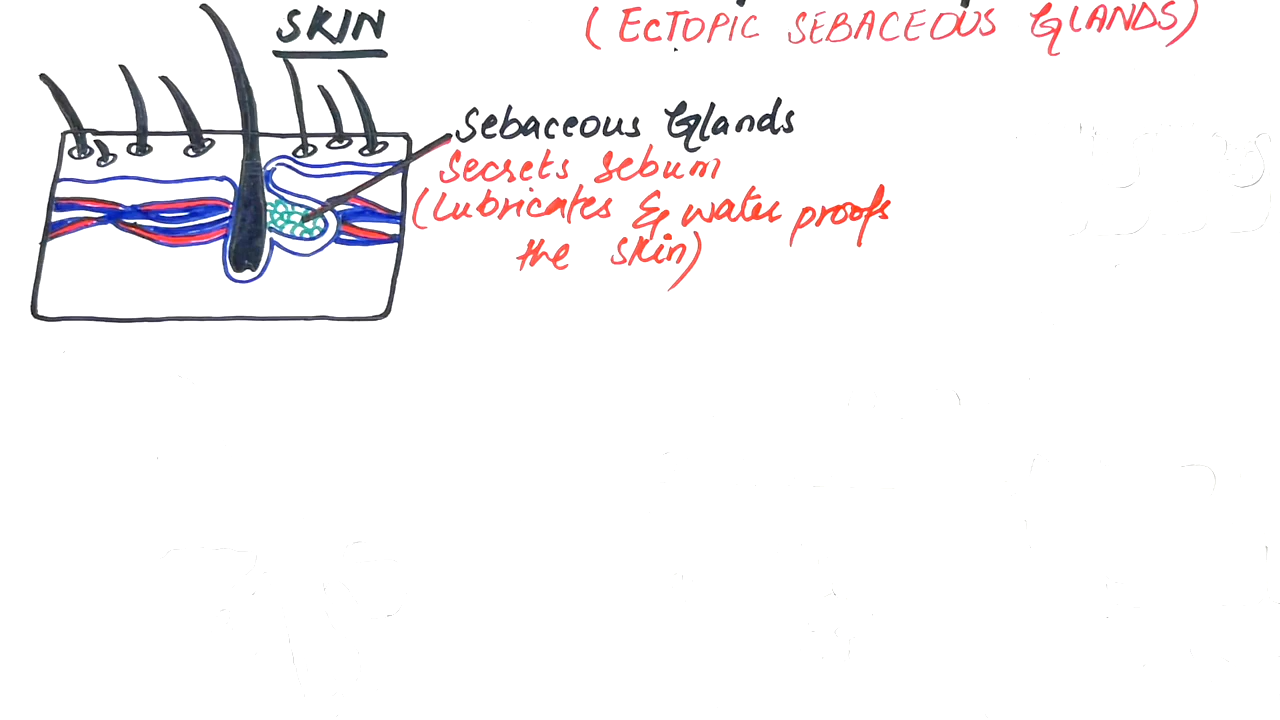 SKIN
(ECTOPIC SEBACEOUS GLANDS)
Sebaceous Glands
Secrets sebum
(Lubricates & water proofs
the skin)